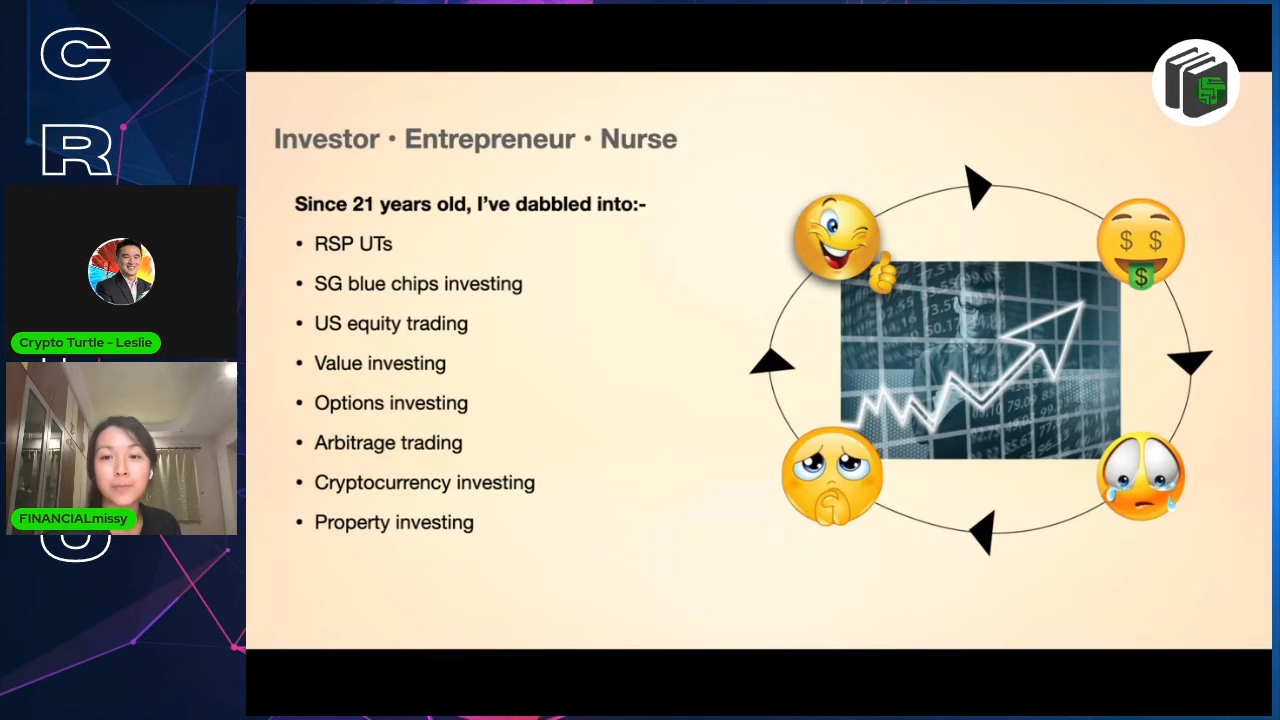 C
R
Crypto Turtle - Leslie
FINANCIALmissy
Investor • Entrepreneur • Nurse
Since 21 years old, I’ve dabbled into:-
• RSP UTs
• SG blue chips investing
• US equity trading
• Value investing
• Options investing
• Arbitrage trading
• Cryptocurrency investing
• Property investing
$ $
$